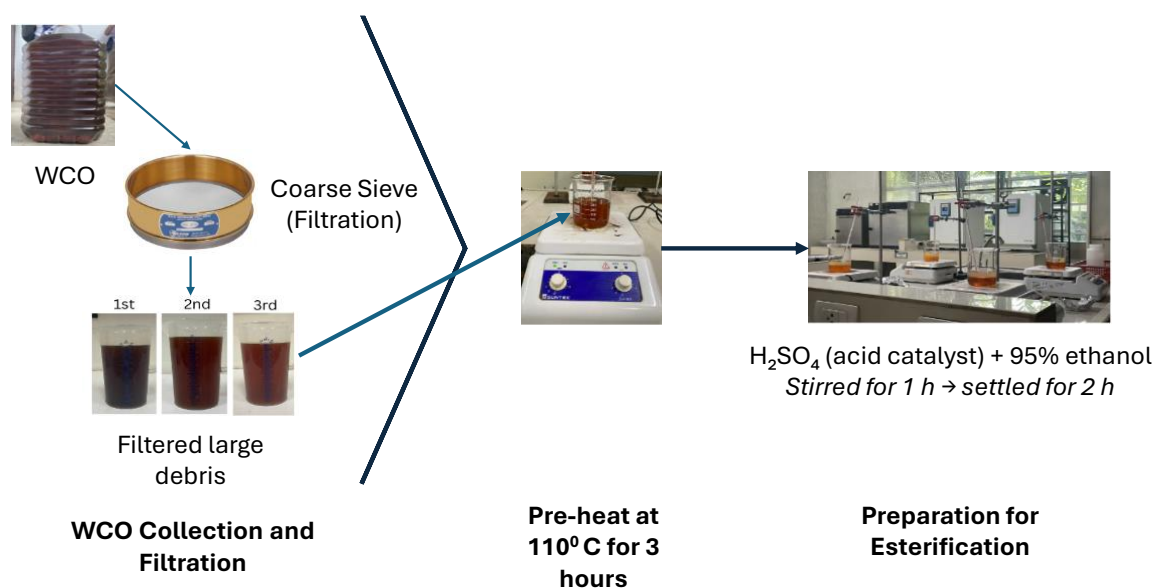 WCO
Coarse Sieve
(Filtration)
1st
2nd
3rd
Filtered large
debris
WCO Collection and
Filtration
Pre-heat at
110⁰ C for 3
hours
H₂SO₄ (acid catalyst) + 95% ethanol
Stirred for 1 h → settled for 2 h
Preparation for
Esterification